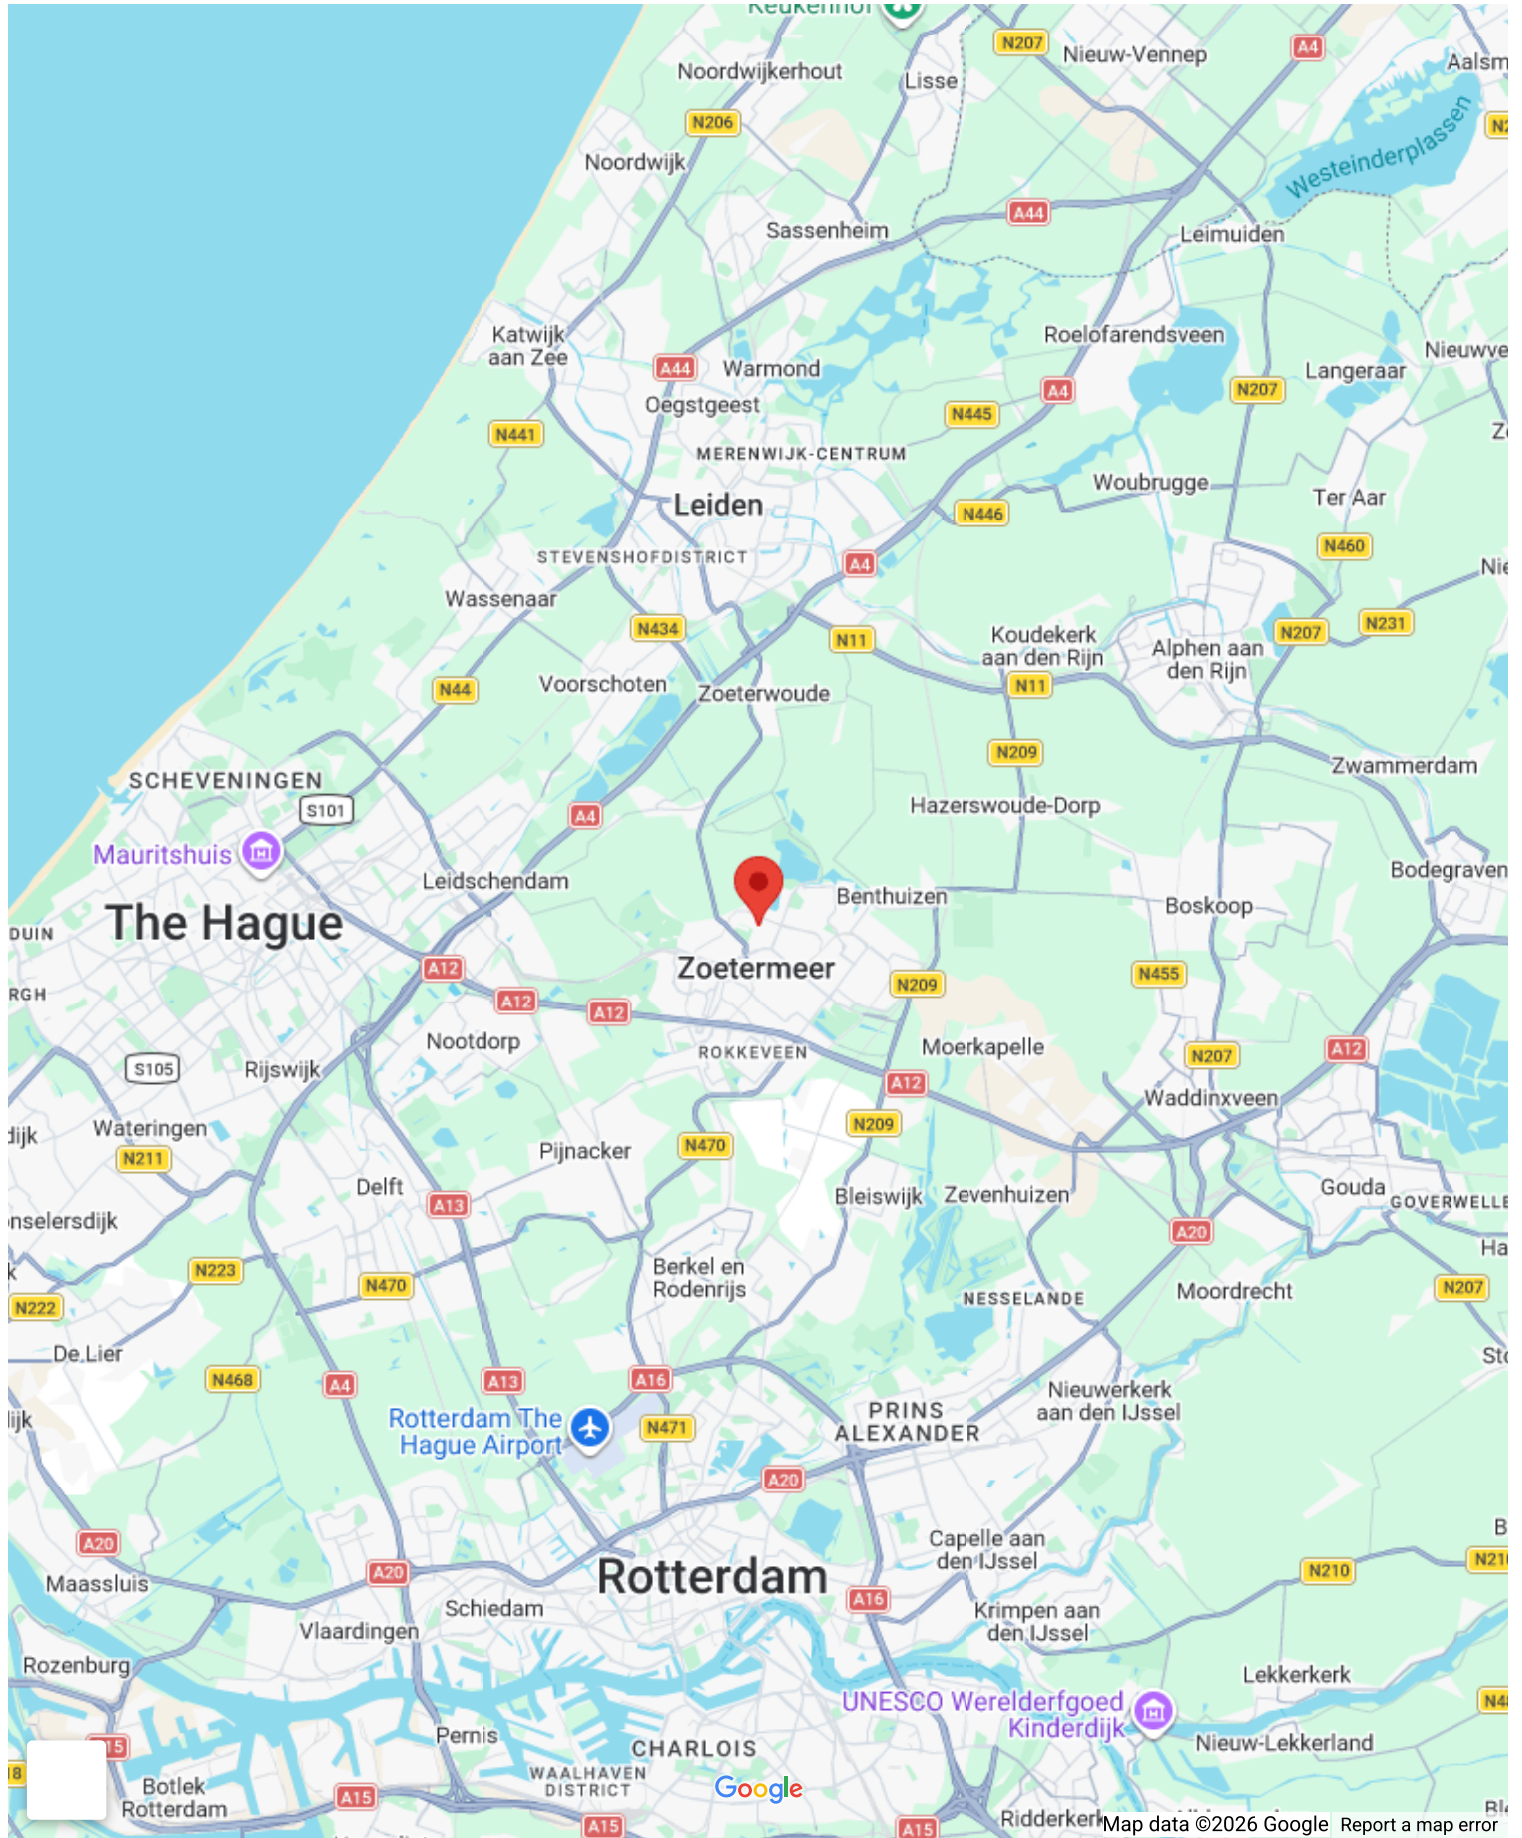 Keukenhof
N207
Nieuw-Vennep
A4
Noordwijkerhout
Lisse
N206
Westeinderplassen
Noordwijk
A44
Sassenheim
Leimuiden
Katwijk
aan Zee
Roelofarendsveen
A44
Warmond
Langeraar
A4
N207
Oegstgeest
N445
N441
MERENWIJK-CENTRUM
Woubrugge
Leiden
Ter Aar
N446
N460
STEVENSHOFDISTRICT
A4
Wassenaar
N434
N11
Koudekerk
aan den Rijn
N207
N231
Alphen aan
den Rijn
N44
Voorschoten
Zoeterwoude
N11
N209
Zwammerdam
SCHEVENINGEN
S101
A4
Hazerswoude-Dorp
Mauritshuis
Leidschendam
Benthuizen
Bodegraven
Boskoop
The Hague
DUIN
A12
Zoetermeer
N209
N455
RGH
A12
A12
Nootdorp
ROKKEVEEN
Moerkapelle
N207
A12
S105
Rijswijk
A12
Waddinxveen
Wateringen
N209
N211
Pijnacker
N470
Delft
A13
Bleiswijk
Zevenhuizen
Gouda
GOVERWELLE
A20
N223
Berkel en
Rodenrijs
N470
N222
NESSELANDE
Moordrecht
N207
De Lier
N468
A4
A13
A16
Nieuwerkerk
aan den IJssel
Rotterdam The
Hague Airport
N471
PRINS
ALEXANDER
A20
A20
Capelle aan
den IJssel
A20
Maassluis
Rotterdam
N210
A16
Schiedam
Vlaardingen
Krimpen aan
den IJssel
Rozenburg
Lekkerkerk
UNESCO Werelderfgoed
Kinderdijk
Pernis
CHARLOIS
Nieuw-Lekkerland
Botlek
Rotterdam
WAALHAVEN
DISTRICT
Google
A15
A15
A15
Ridderkerk
Map data ©2026 Google
Report a map error